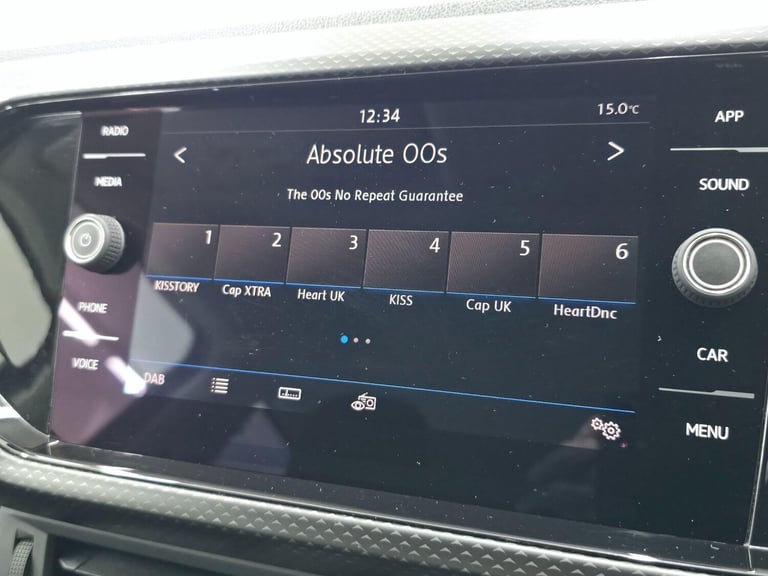 12:34
15.0°C
RADIO
MEDIA
PHONE
VOICE
< Absolute 00s >
The 00s No Repeat Guarantee
1 2 3 4 5 6
KISSTORY Cap XTRA Heart UK KISS Cap UK HeartDnc
DAB
APP
SOUND
CAR
MENU